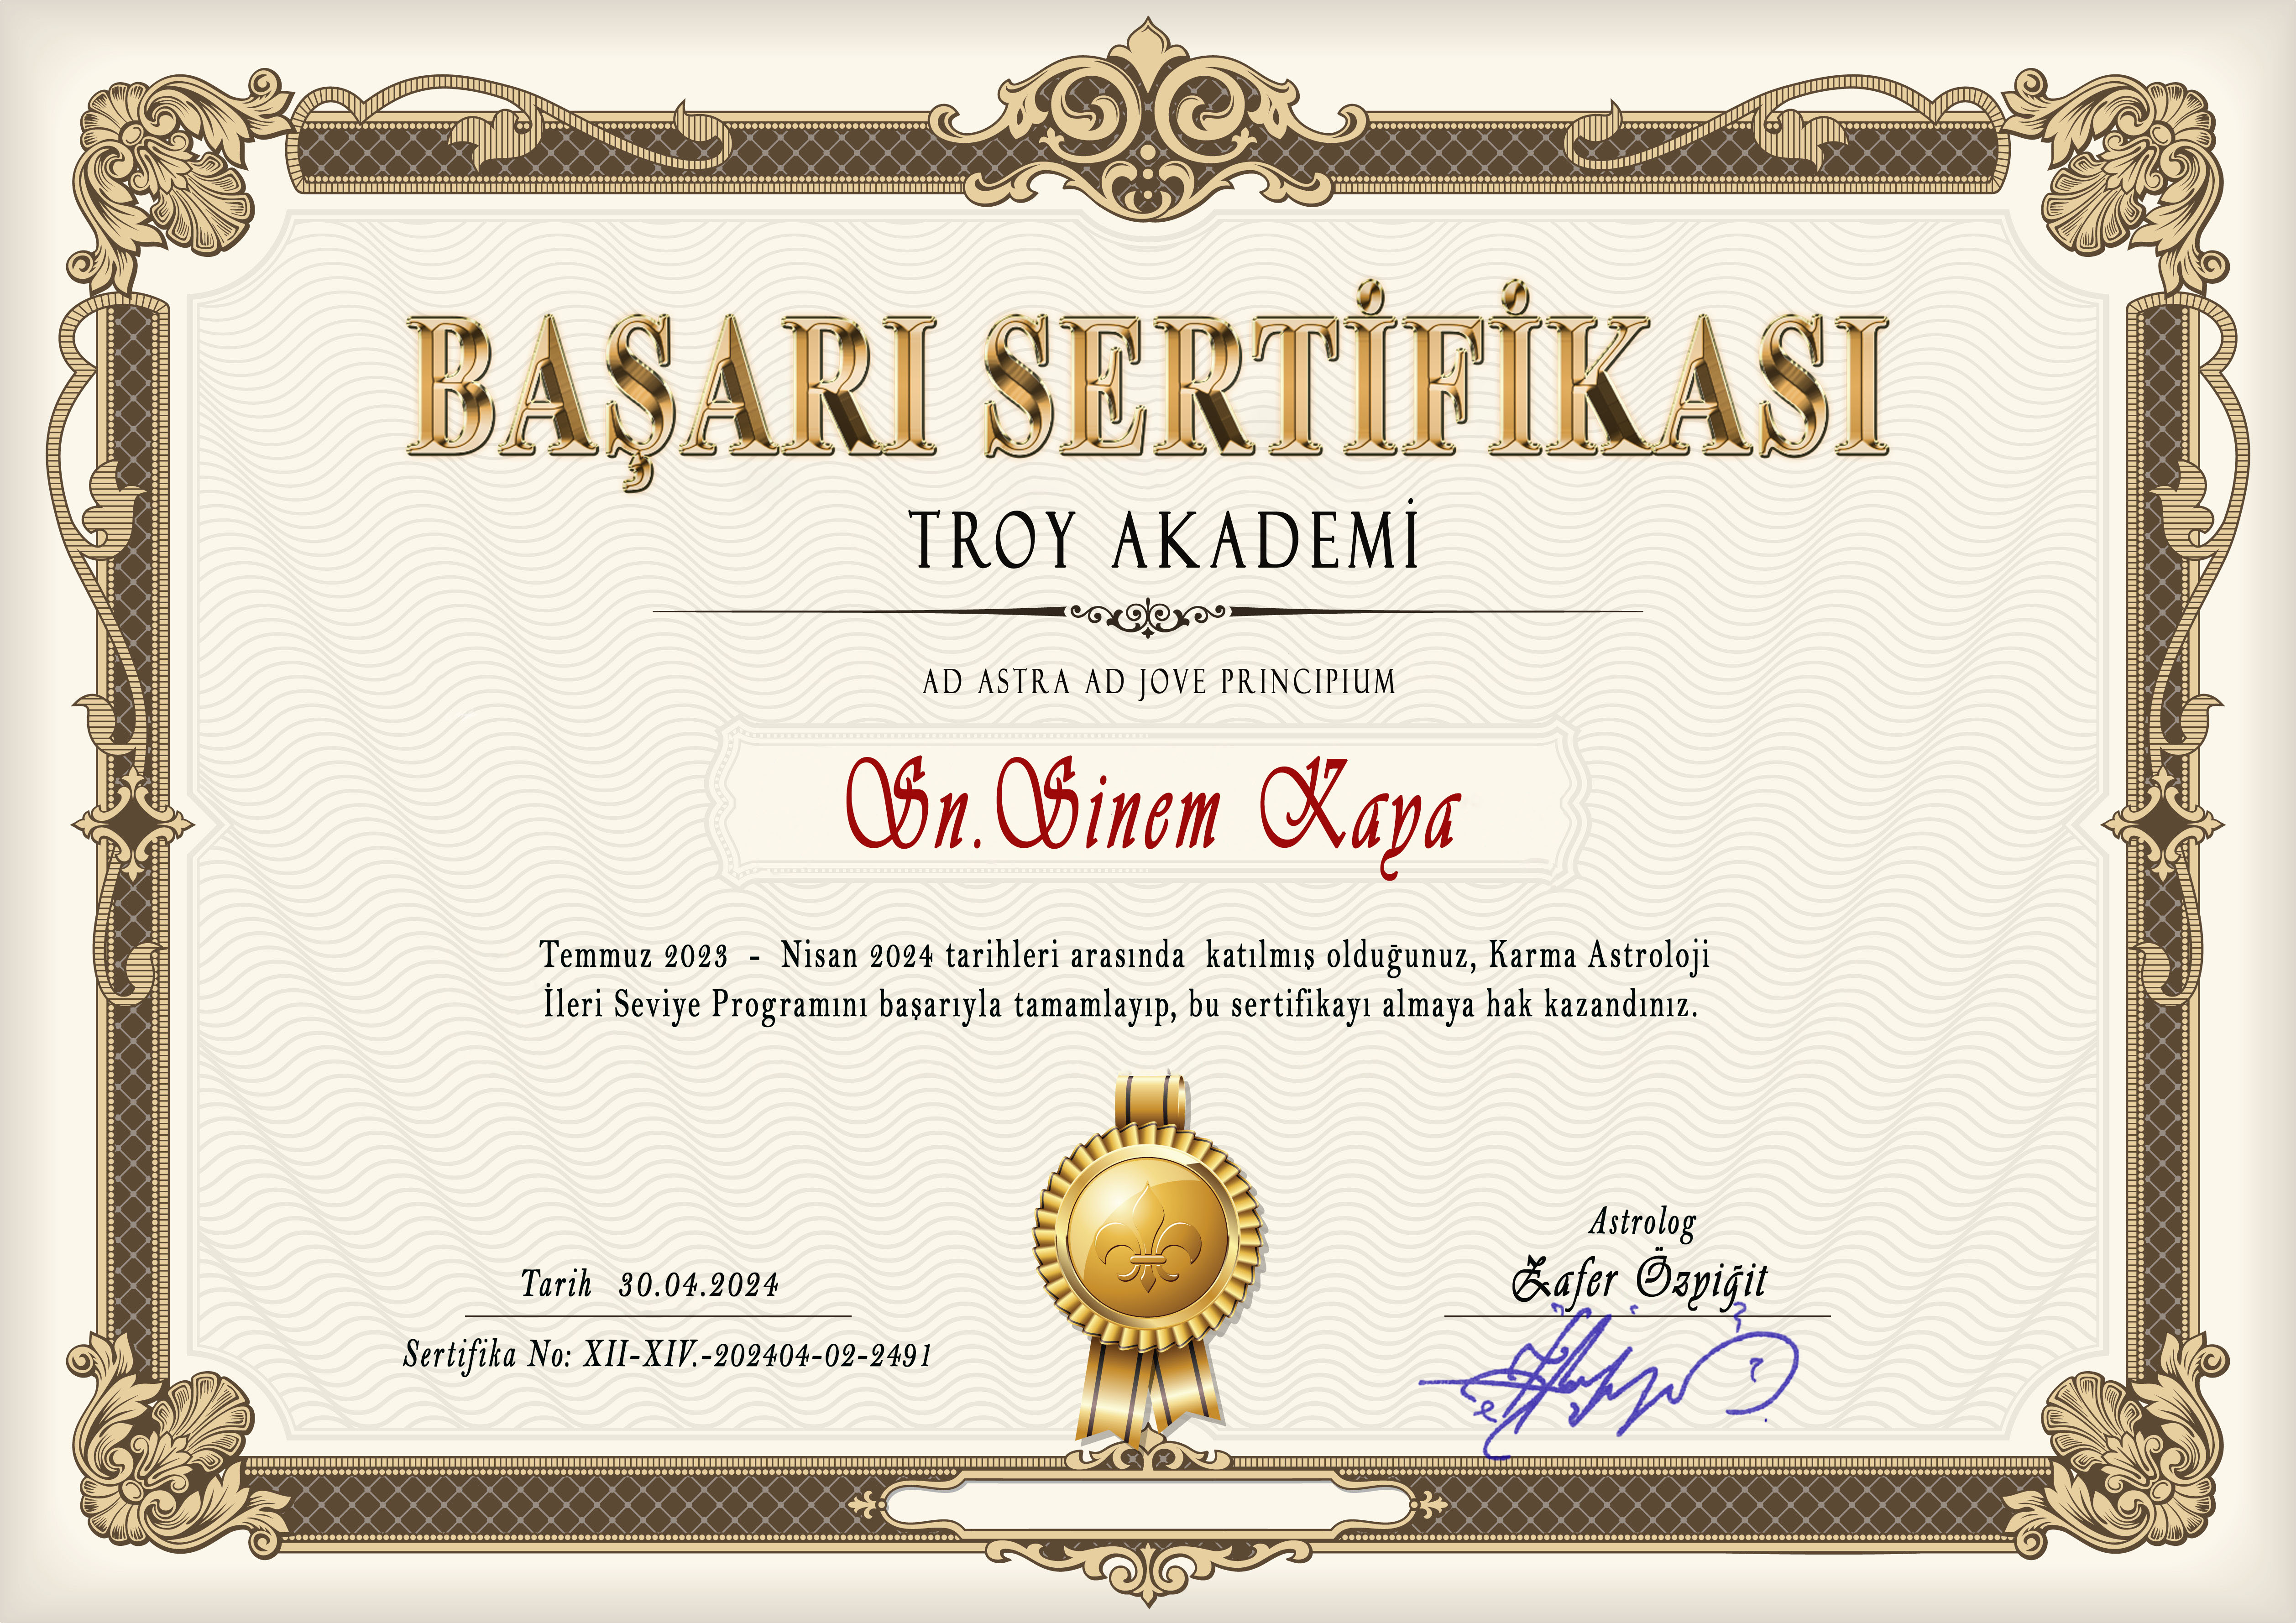 BAŞARI SERTİFİKASI
TROY AKADEMİ
AD ASTRA AD JOVE PRINCIPIUM
Sn.Sinem Kaya
Temmuz 2023 - Nisan 2024 tarihleri arasında katılmış olduğunuz, Karma Astroloji
İleri Seviye Programını başarıyla tamamlayıp, bu sertifikayı almaya hak kazandınız.
Astrolog
Zafer Özyiğit
Tarih 30.04.2024
Sertifika No: XII-XIV.-202404-02-2491